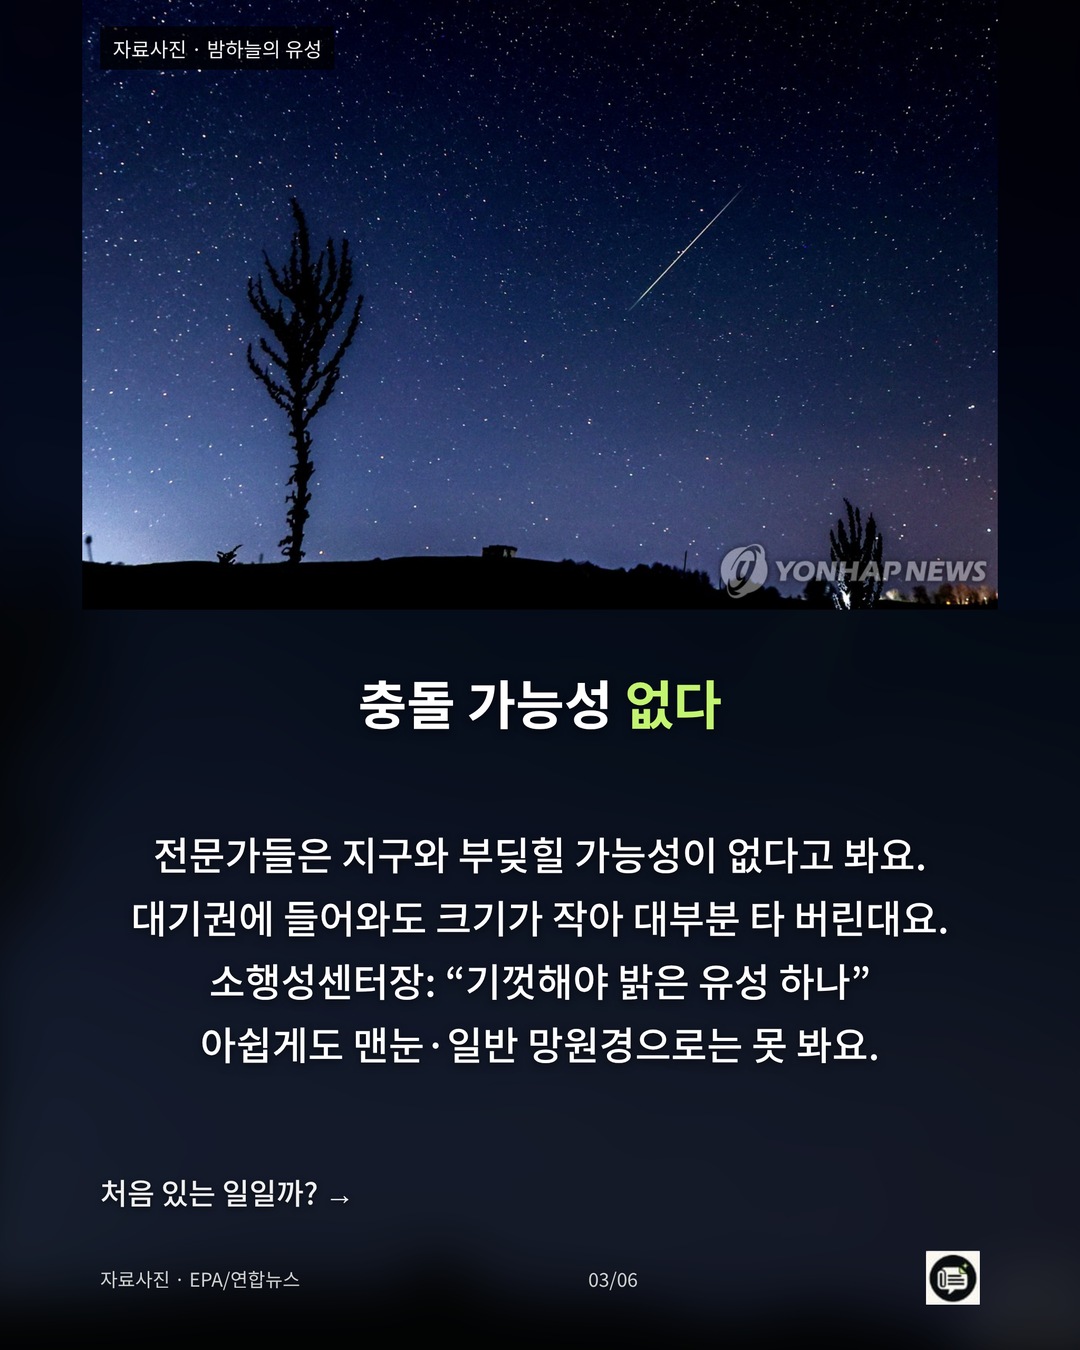 자료사진 · 밤하늘의 유성
YONHAP NEWS
충돌 가능성 없다
전문가들은 지구와 부딪힐 가능성이 없다고 봐요.
대기권에 들어와도 크기가 작아 대부분 타 버린대요.
소행성센터장: “기껏해야 밝은 유성 하나”
아쉽게도 맨눈·일반 망원경으로는 못 봐요.
처음 있는 일일까? →
자료사진 · EPA/연합뉴스
03/06